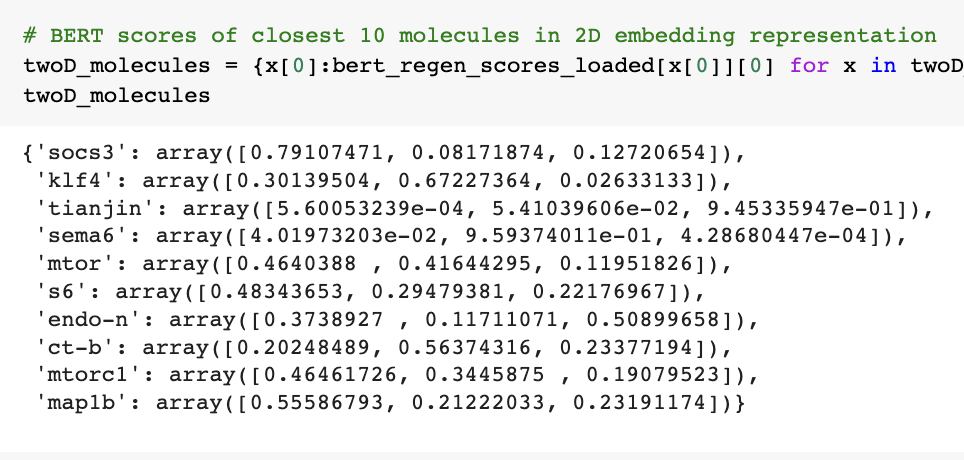 # BERT scores of closest 10 molecules in 2D embedding representation
twoD_molecules = {x[0]:bert_regen_scores_loaded[x[0]][0] for x in twoD_
twoD_molecules
{'socs3': array([0.79107471, 0.08171874, 0.12720654]),
'klf4': array([0.30139504, 0.67227364, 0.02633133]),
'tianjin': array([5.60053239e-04, 5.41039606e-02, 9.45335947e-01]),
'sema6': array([4.01973203e-02, 9.59374011e-01, 4.28680447e-04]),
'mtor': array([0.4640388 , 0.41644295, 0.11951826]),
's6': array([0.48343653, 0.29479381, 0.22176967]),
'endo-n': array([0.3738927 , 0.11711071, 0.50899658]),
'ct-b': array([0.20248489, 0.56374316, 0.23377194]),
'mtorc1': array([0.46461726, 0.3445875 , 0.19079523]),
'map1b': array([0.55586793, 0.21222033, 0.23191174])}